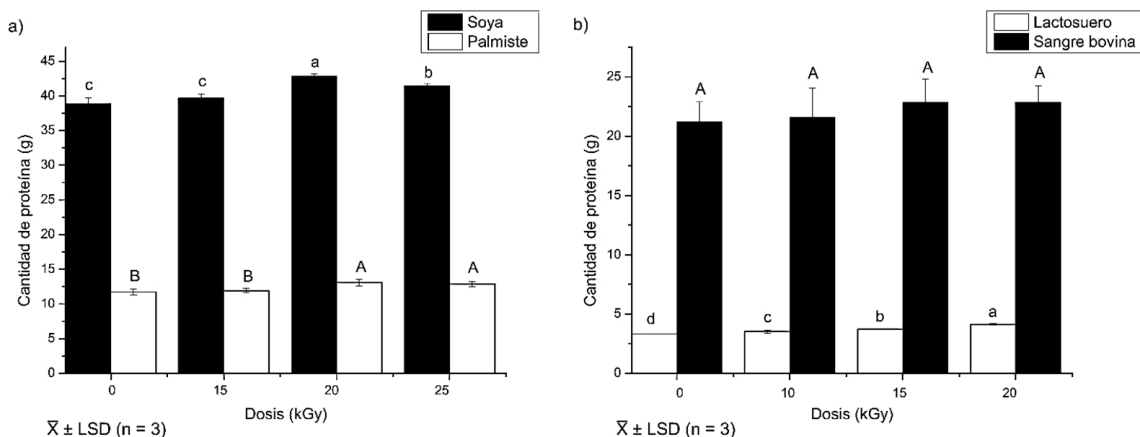 a)
Soya
Palmiste
Cantidad de proteína (g)
45
40
35
30
25
20
15
10
5
0
c
c
a
b
B
B
A
A
0
15
20
25
Dosis (kGy)
X̅ ± LSD (n = 3)
b)
Lactosuero
Sangre bovina
Cantidad de proteína (g)
25
20
15
10
5
0
A
A
A
A
d
c
b
a
0
10
15
20
Dosis (kGy)
X̅ ± LSD (n = 3)